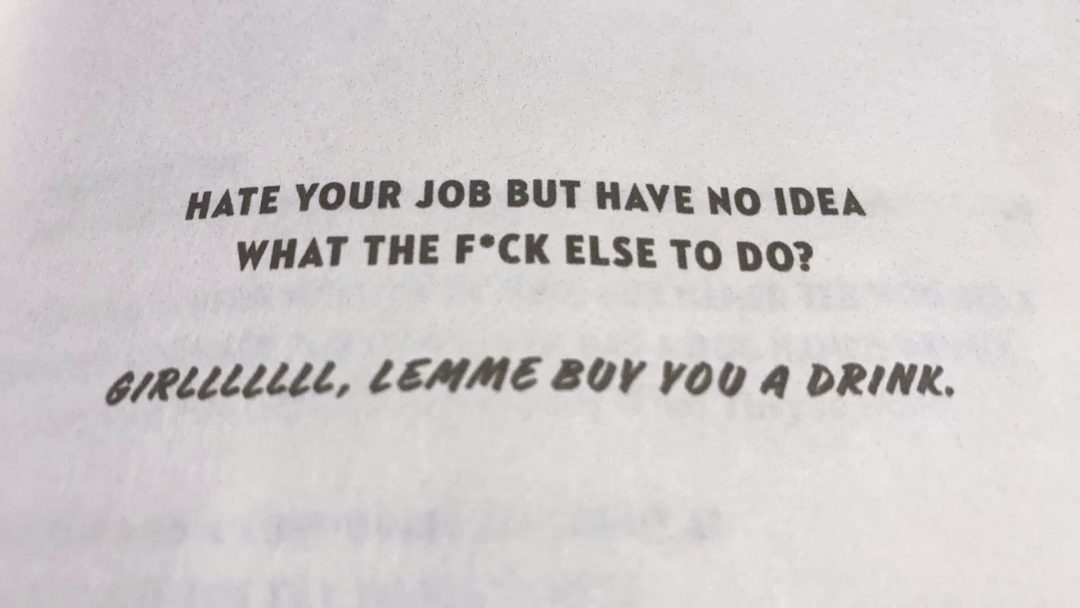 HATE YOUR JOB BUT HAVE NO IDEA
WHAT THE F*CK ELSE TO DO?
GIRLLLLLLL, LEMME BUY YOU A DRINK.